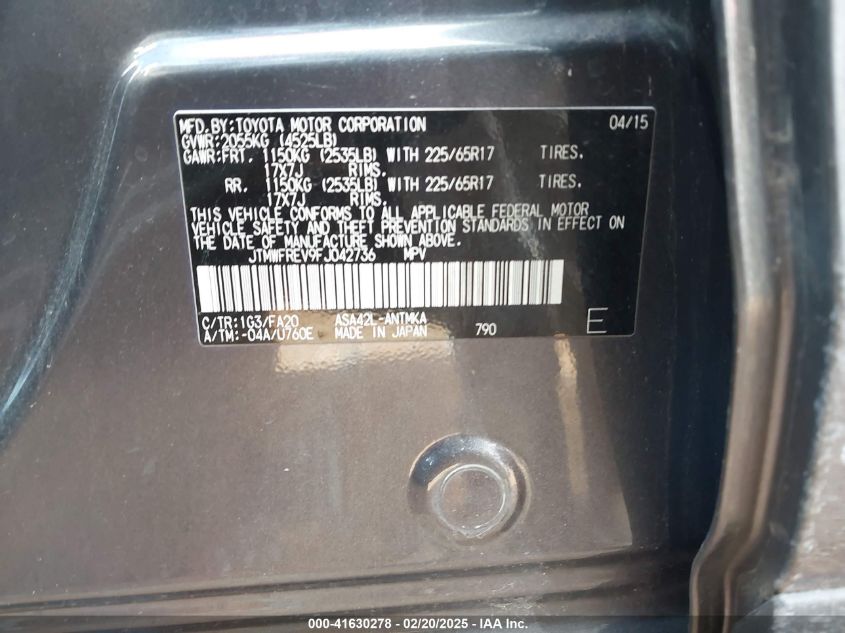 MFD.BY:TOYOTA MOTOR CORPORATION 04/15
GVWR:2055KG (4525LB)
GAWR:FRT. 1150KG (2535LB) WITH 225/65R17 TIRES.
17X7J RIMS.
RR. 1150KG (2535LB) WITH 225/65R17 TIRES.
17X7J RIMS.
THIS VEHICLE CONFORMS TO ALL APPLICABLE FEDERAL MOTOR
VEHICLE SAFETY AND THEFT PREVENTION STANDARDS IN EFFECT ON
THE DATE OF MANUFACTURE SHOWN ABOVE.
JTMWFREV9FJ042736 MPV
C/TR:1G3/FA20 ASA42L-ANTMKA
A/TM:-04A/U760E MADE IN JAPAN 790 E
000-41630278 - 02/20/2025 - IAA Inc.